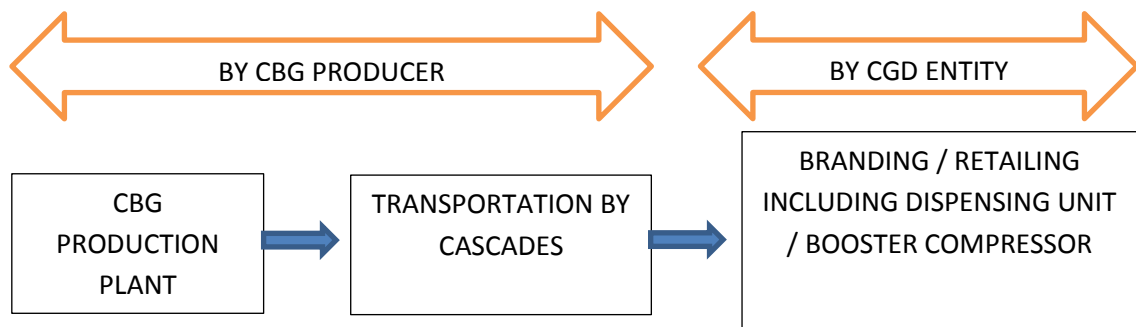 BY CBG PRODUCER
BY CGD ENTITY
CBG
PRODUCTION
PLANT
TRANSPORTATION BY
CASCADES
BRANDING / RETAILING
INCLUDING DISPENSING UNIT
/ BOOSTER COMPRESSOR